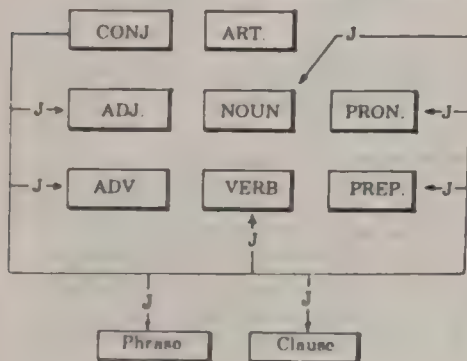 CONJ ART.
J
J ADJ. NOUN PRON. J
J ADV VERB PREP. J
J
J J
Phrase Clause